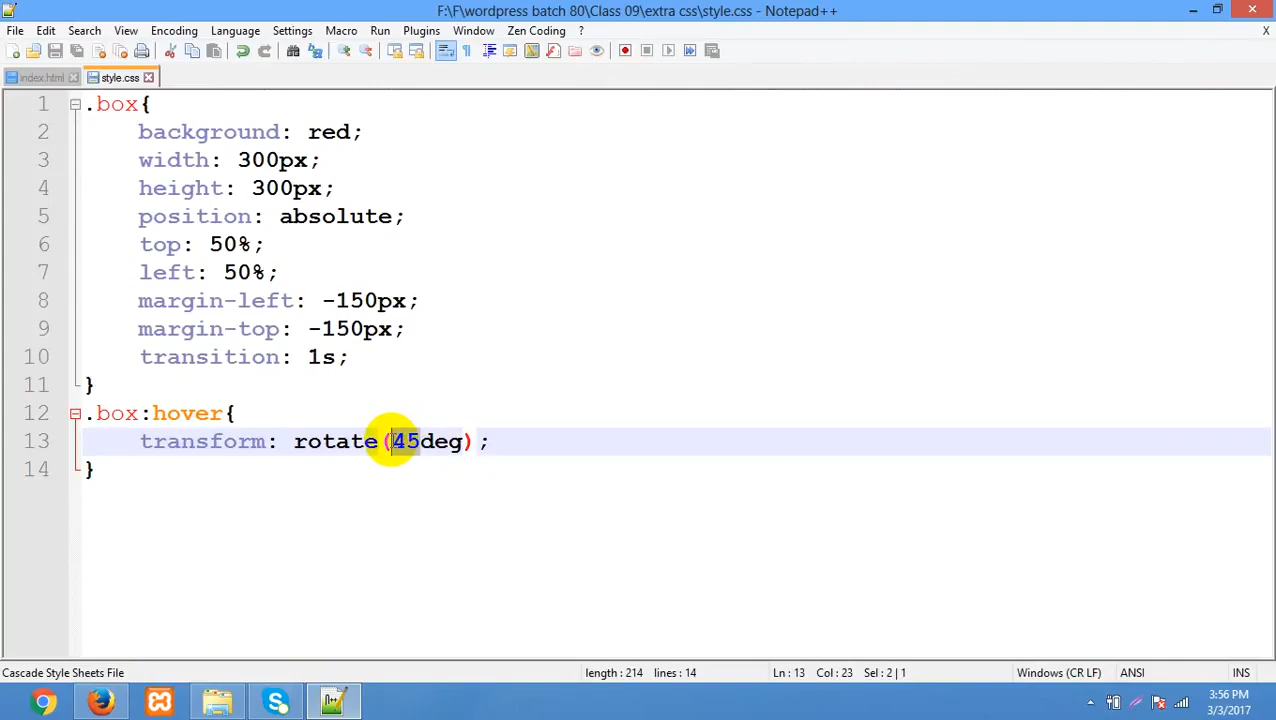 F:\F\wordpress batch 80\Class 09\extra css\style.css - Notepad++
File Edit Search View Encoding Language Settings Macro Run Plugins Window Zen Coding ? X
index.html style.css
1 .box{
2 background: red;
3 width: 300px;
4 height: 300px;
5 position: absolute;
6 top: 50%;
7 left: 50%;
8 margin-left: -150px;
9 margin-top: -150px;
10 transition: 1s;
11 }
12 .box:hover{
13 transform: rotate(45deg);
14 }
Cascade Style Sheets File length : 214 lines : 14 Ln : 13 Col : 23 Sel : 2 | 1 Windows (CR LF) ANSI INS
3:56 PM
3/3/2017